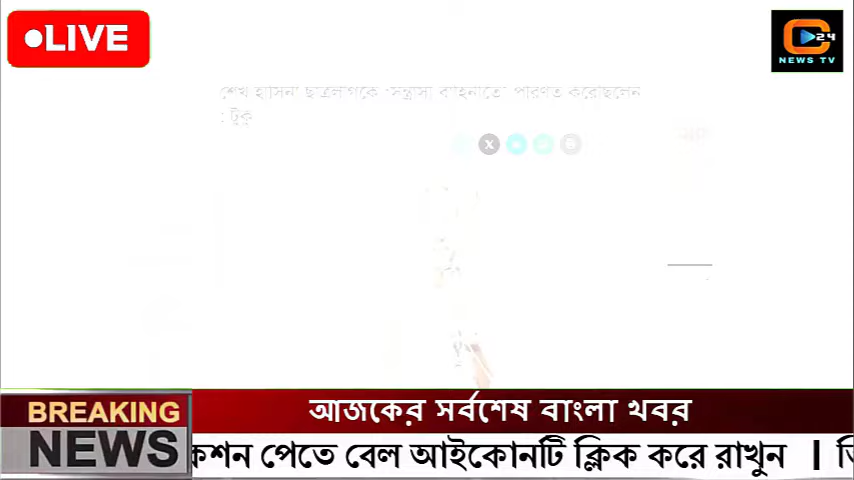 LIVE
C 24
NEWS TV
শেখ হাসিনা ছাত্রলীগকে 'সন্ত্রাসী বাহিনীতে' পরিণত করেছিলেন
: টুকু
BREAKING
NEWS
আজকের সর্বশেষ বাংলা খবর
কশন পেতে বেল আইকোনটি ক্লিক করে রাখুন |